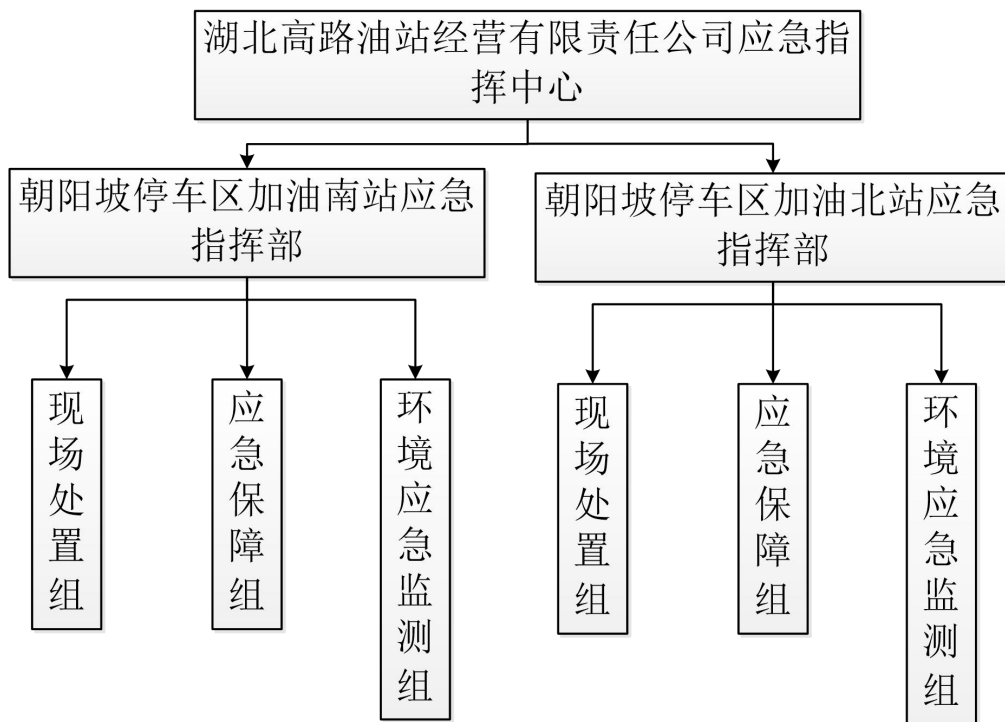 湖北高路油站经营有限责任公司应急指
挥中心
朝阳坡停车区加油南站应急
指挥部
朝阳坡停车区加油北站应急
指挥部
现场处置组
应急保障组
环境应急监测组
现场处置组
应急保障组
环境应急监测组